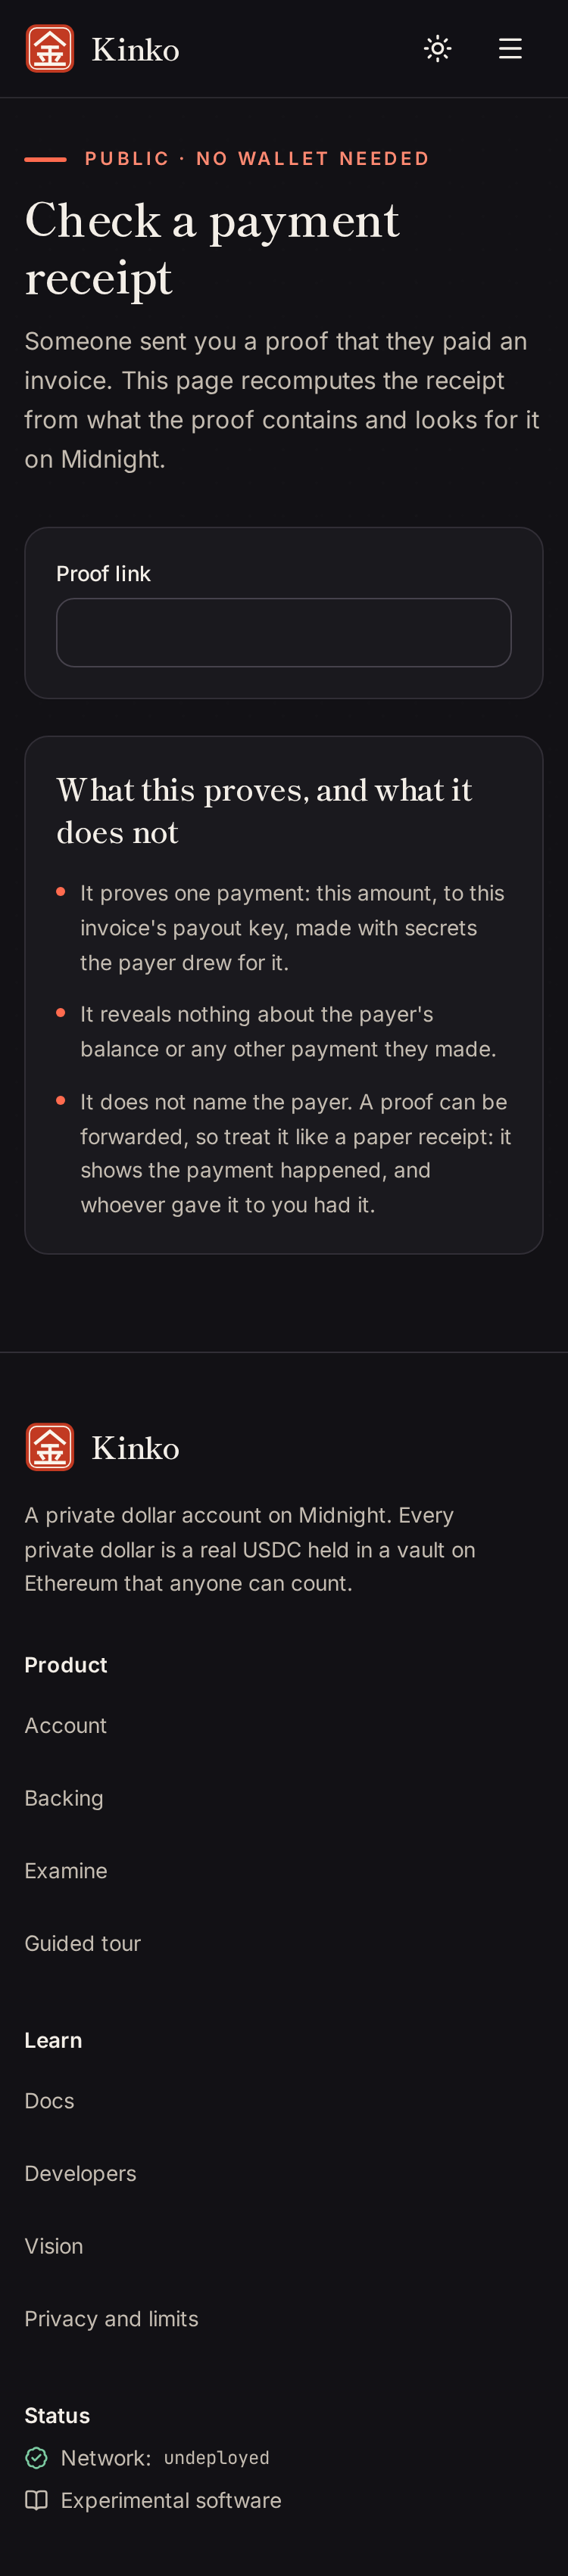 金
Kinko
PUBLIC · NO WALLET NEEDED
Check a payment
receipt
Someone sent you a proof that they paid an
invoice. This page recomputes the receipt
from what the proof contains and looks for it
on Midnight.
Proof link
What this proves, and what it
does not
It proves one payment: this amount, to this
invoice's payout key, made with secrets
the payer drew for it.
It reveals nothing about the payer's
balance or any other payment they made.
It does not name the payer. A proof can be
forwarded, so treat it like a paper receipt: it
shows the payment happened, and
whoever gave it to you had it.
金
Kinko
A private dollar account on Midnight. Every
private dollar is a real USDC held in a vault on
Ethereum that anyone can count.
Product
Account
Backing
Examine
Guided tour
Learn
Docs
Developers
Vision
Privacy and limits
Status
Network: undeployed
Experimental software